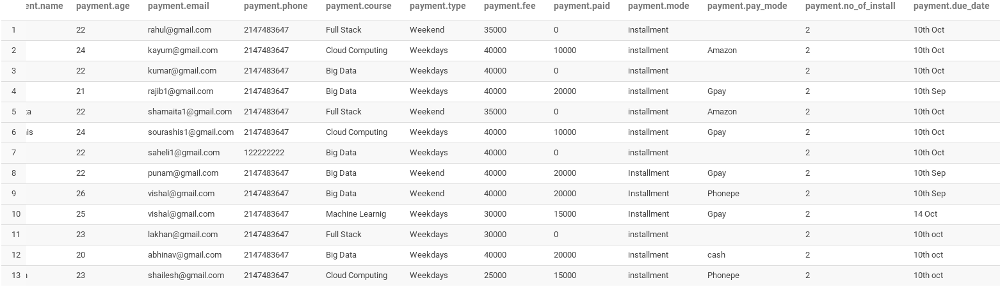 ent.name payment.age payment.email payment.phone payment.course payment.type payment.fee payment.paid payment.mode payment.pay_mode payment.no_of_install payment.due_date
1 22 rahul@gmail.com 2147483647 Full Stack Weekend 35000 0 installment 2 10th Oct
2 24 kayum@gmail.com 2147483647 Cloud Computing Weekdays 40000 10000 installment Amazon 2 10th Oct
3 22 kumar@gmail.com 2147483647 Big Data Weekdays 40000 0 installment 2 10th Oct
4 21 rajib1@gmail.com 2147483647 Big Data Weekdays 40000 20000 installment Gpay 2 10th Sep
5 ta 22 shamaita1@gmail.com 2147483647 Full Stack Weekend 35000 0 installment Amazon 2 10th Oct
6 is 24 sourashis1@gmail.com 2147483647 Cloud Computing Weekdays 40000 10000 installment Gpay 2 10th Oct
7 22 saheli1@gmail.com 122222222 Big Data Weekdays 40000 0 installment 2 10th Oct
8 22 punam@gmail.com 2147483647 Big Data Weekend 40000 20000 Installment Gpay 2 10th Sep
9 26 vishal@gmail.com 2147483647 Big Data Weekend 40000 20000 Installment Phonepe 2 10th Sep
10 25 vishal@gmail.com 2147483647 Machine Learnig Weekdays 30000 15000 Installment Gpay 2 14 Oct
11 23 lakhan@gmail.com 2147483647 Full Stack Weekdays 30000 0 installment 2 10th oct
12 20 abhinav@gmail.com 2147483647 Big Data Weekdays 40000 20000 installment cash 2 10th oct
13 23 shailesh@gmail.com 2147483647 Cloud Computing Weekdays 25000 15000 installment Phonepe 2 10th oct